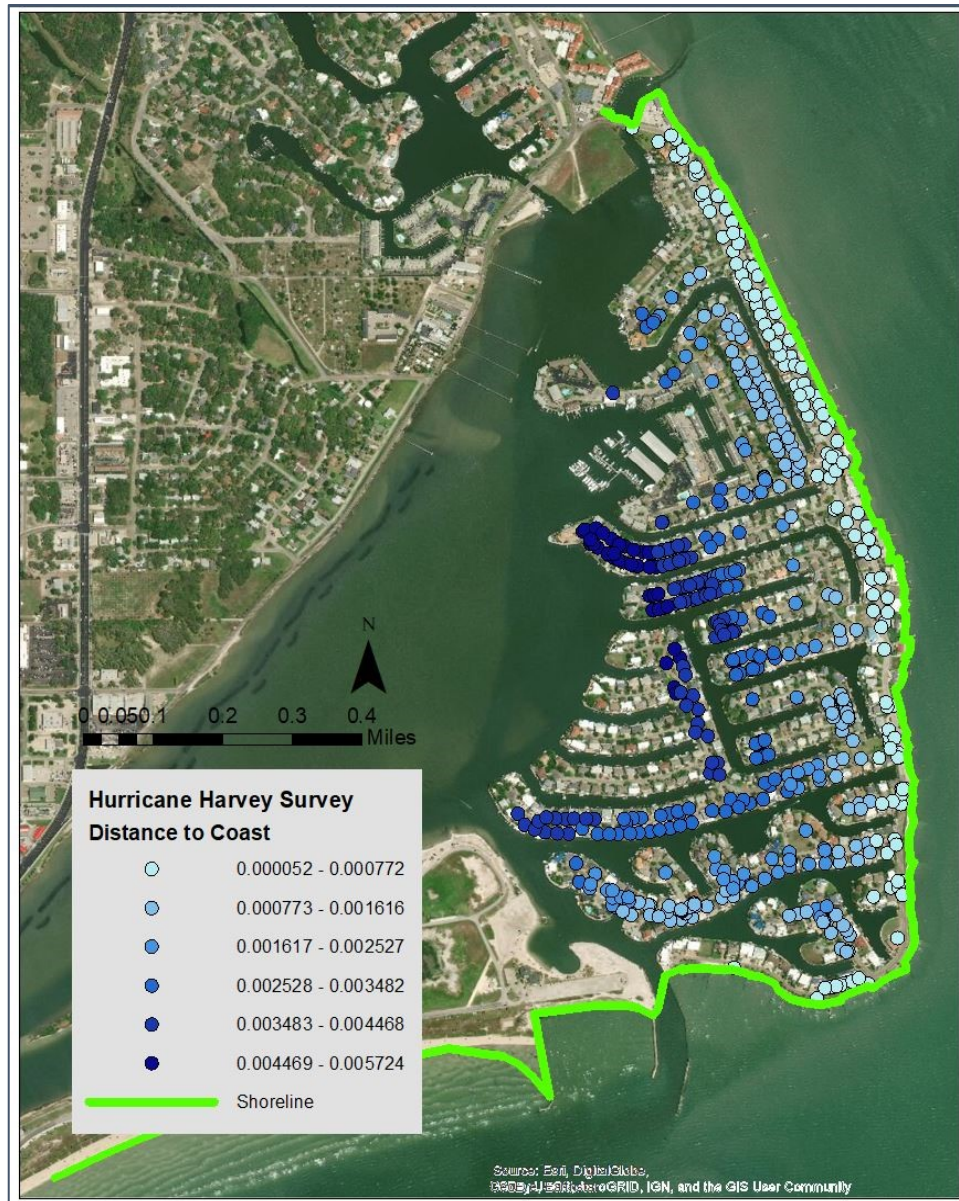 N
0 0.050.1 0.2 0.3 0.4
Miles
Hurricane Harvey Survey
Distance to Coast
0.000052 - 0.000772
0.000773 - 0.001616
0.001617 - 0.002527
0.002528 - 0.003482
0.003483 - 0.004468
0.004469 - 0.005724
Shoreline
Source: Esri, DigitalGlobe,
IGN, and the GIS User Community